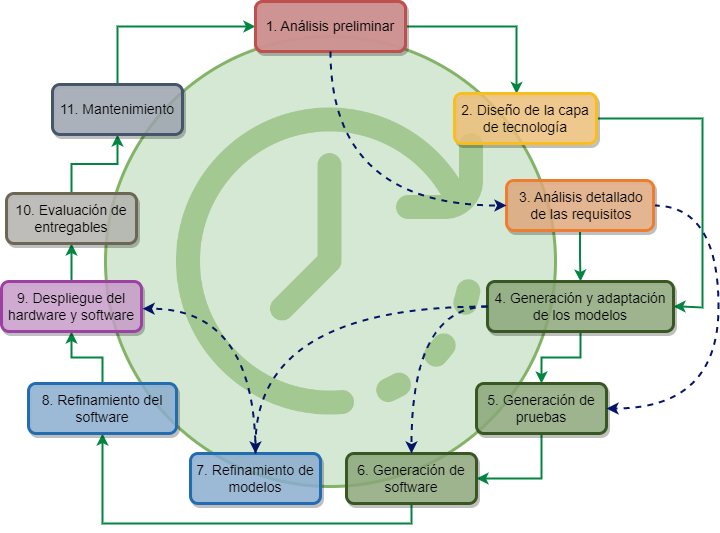 1. Análisis preliminar
2. Diseño de la capa
de tecnología
3. Análisis detallado
de las requisitos
4. Generación y adaptación
de los modelos
5. Generación de
pruebas
6. Generación de
software
7. Refinamiento de
modelos
8. Refinamiento del
software
9. Despliegue del
hardware y software
10. Evaluación de
entregables
11. Mantenimiento